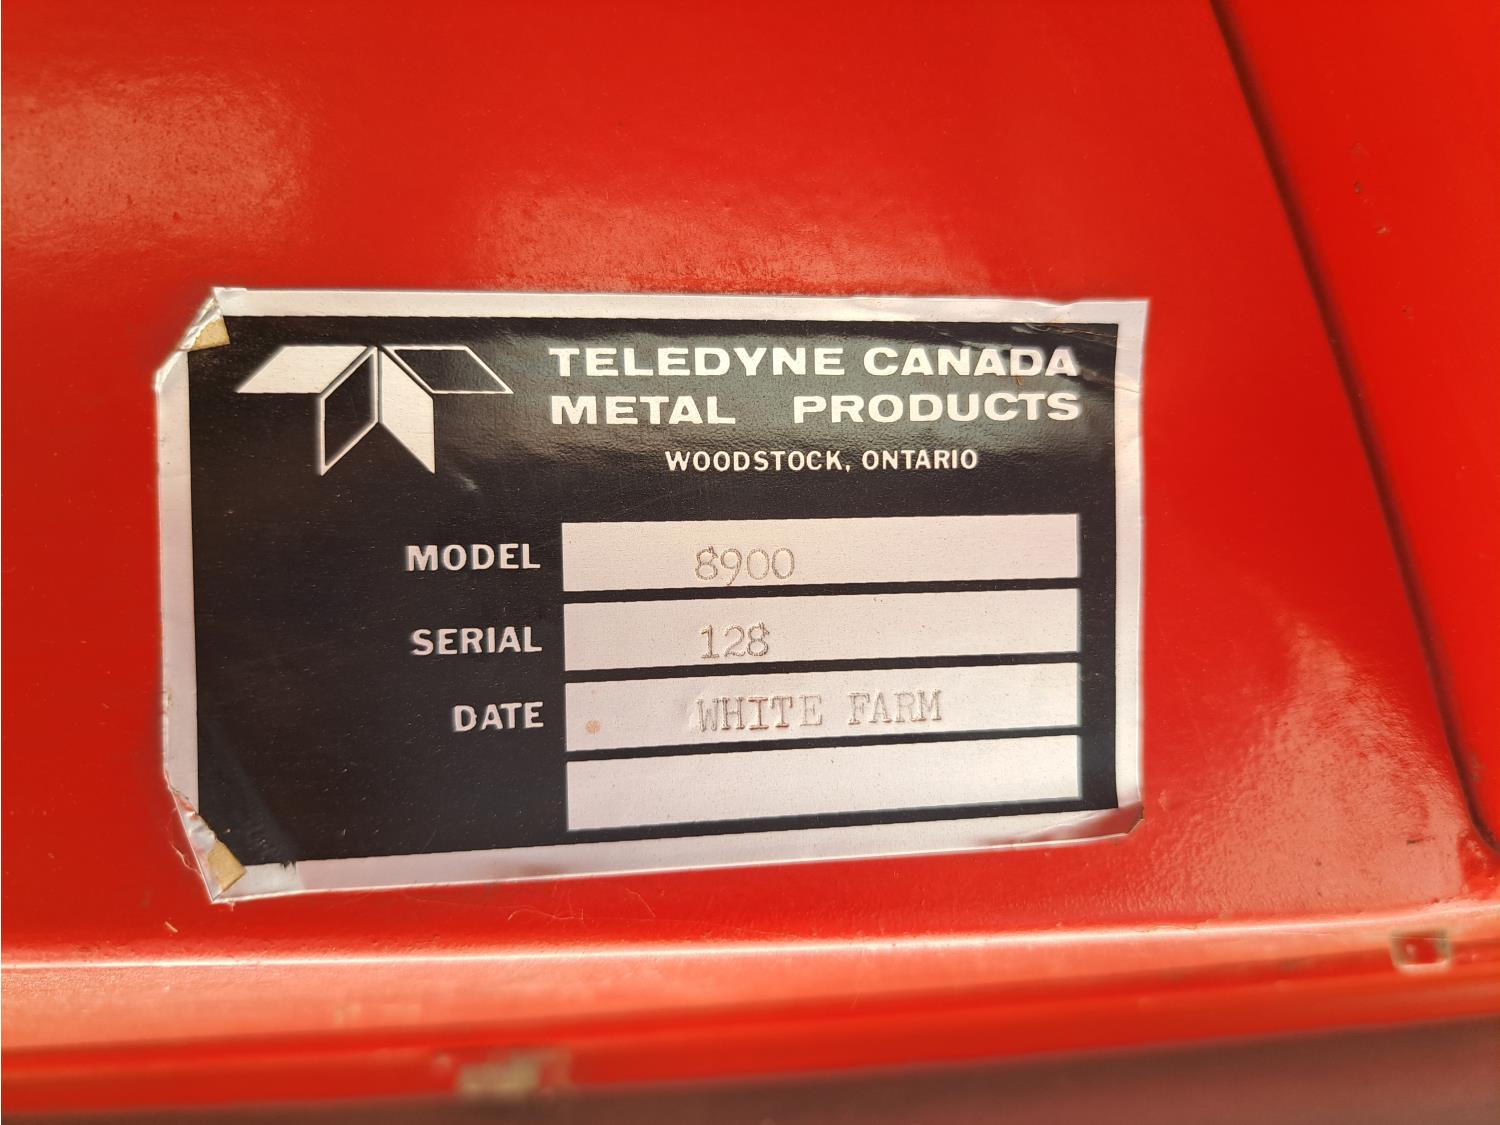 TELEDYNE CANADA
METAL PRODUCTS
WOODSTOCK, ONTARIO
MODEL 8900
SERIAL 128
DATE WHITE FARM